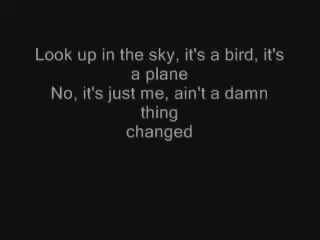 Look up in the sky, it's a bird, it's
a plane
No, it's just me, ain't a damn
thing
changed